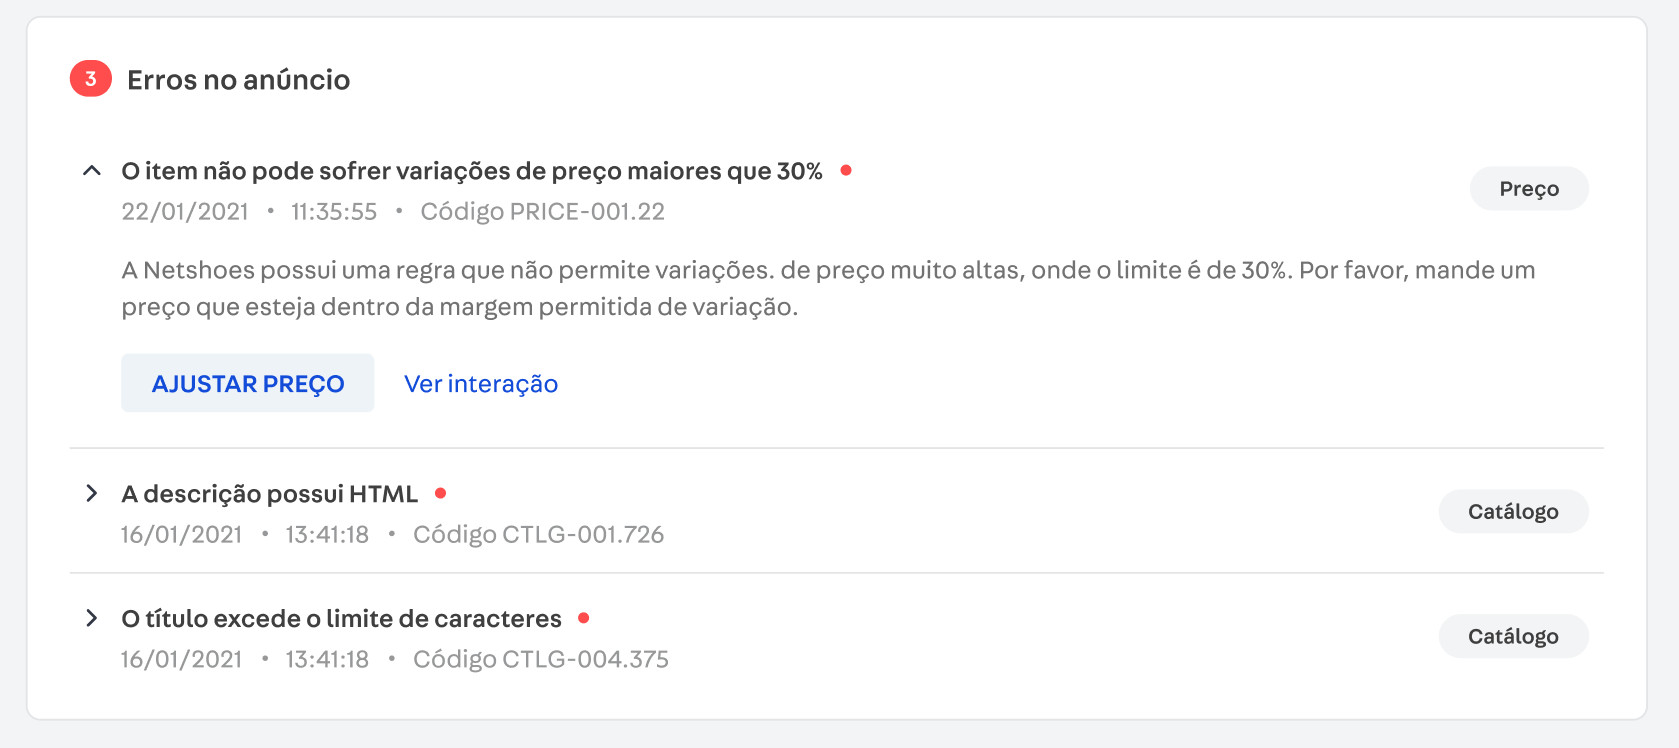 3 Erros no anúncio
O item não pode sofrer variações de preço maiores que 30%
Preço
22/01/2021 • 11:35:55 • Código PRICE-001.22
A Netshoes possui uma regra que não permite variações. de preço muito altas, onde o limite é de 30%. Por favor, mande um
preço que esteja dentro da margem permitida de variação.
AJUSTAR PREÇO Ver interação
A descrição possui HTML
Catálogo
16/01/2021 • 13:41:18 • Código CTLG-001.726
O título excede o limite de caracteres
Catálogo
16/01/2021 • 13:41:18 • Código CTLG-004.375